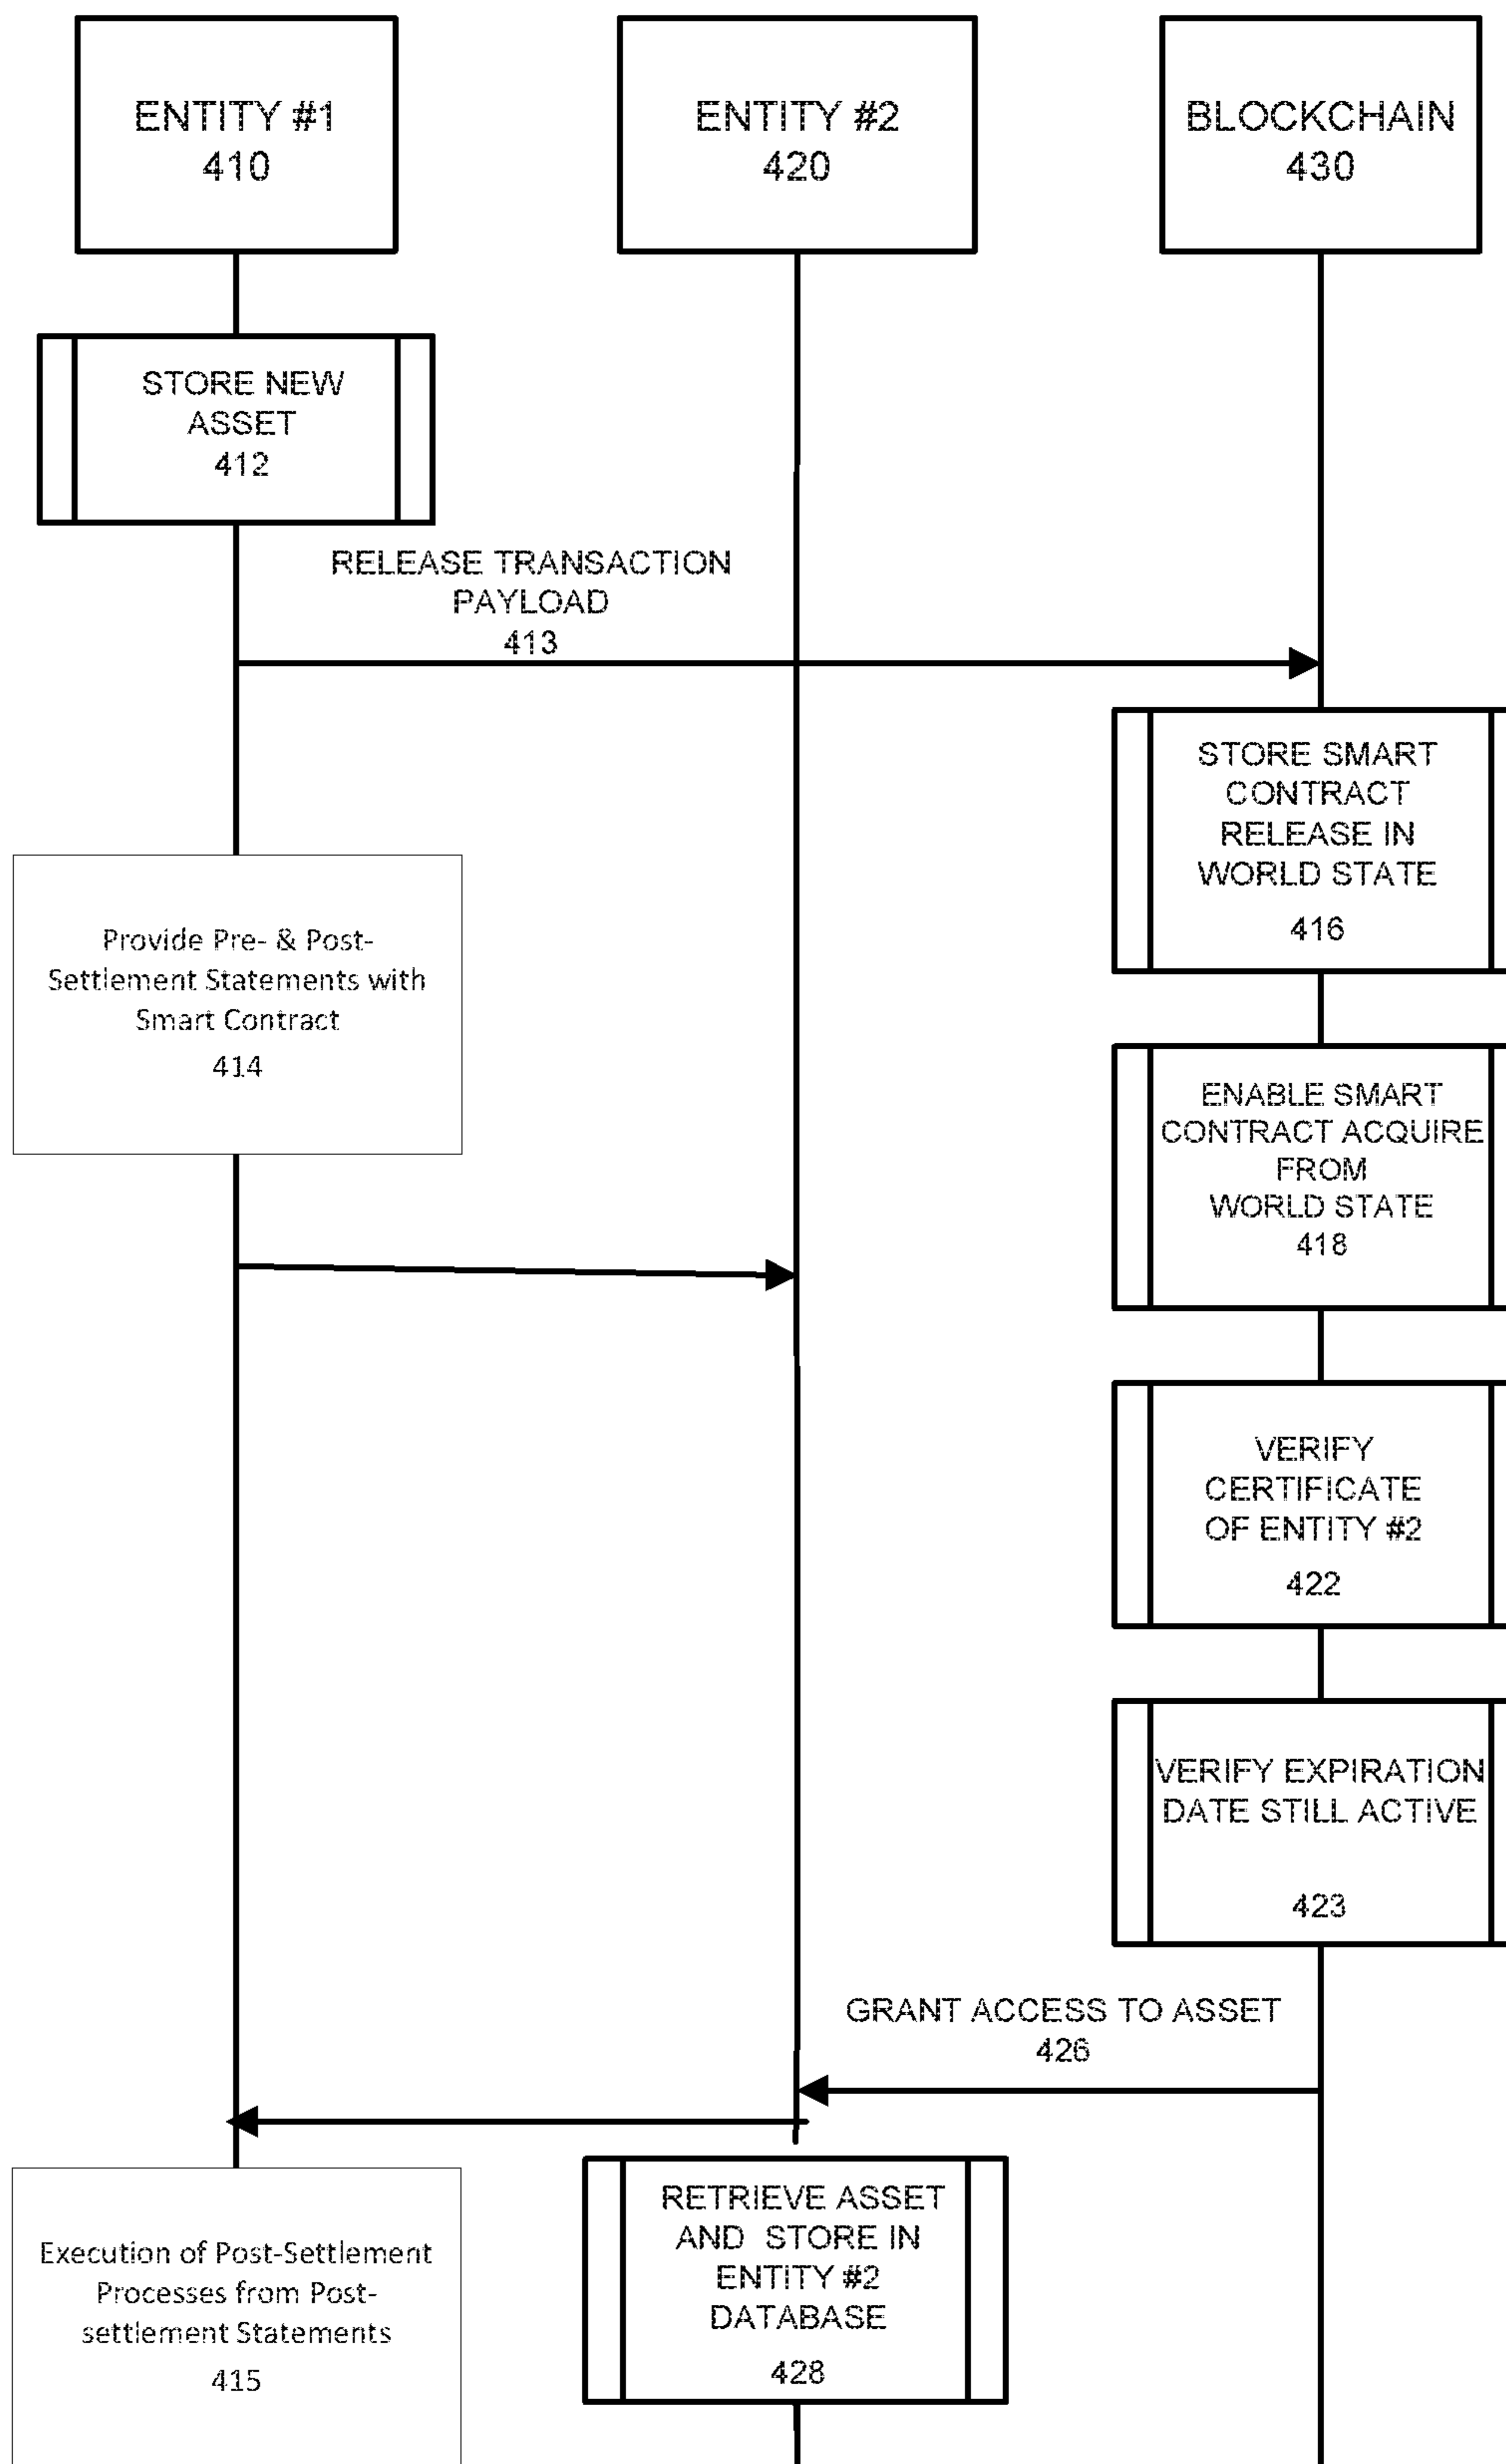 ENTITY #1
410
ENTITY #2
420
BLOCKCHAIN
430
STORE NEW
ASSET
412
RELEASE TRANSACTION
PAYLOAD
413
STORE SMART
CONTRACT
RELEASE IN
WORLD STATE
416
Provide Pre- & Post-
Settlement Statements with
Smart Contract
414
ENABLE SMART
CONTRACT ACQUIRE
FROM
WORLD STATE
418
VERIFY
CERTIFICATE
OF ENTITY #2
422
VERIFY EXPIRATION
DATE STILL ACTIVE
423
GRANT ACCESS TO ASSET
426
RETRIEVE ASSET
AND STORE IN
ENTITY #2
DATABASE
428
Execution of Post-Settlement
Processes from Post-
settlement Statements
415